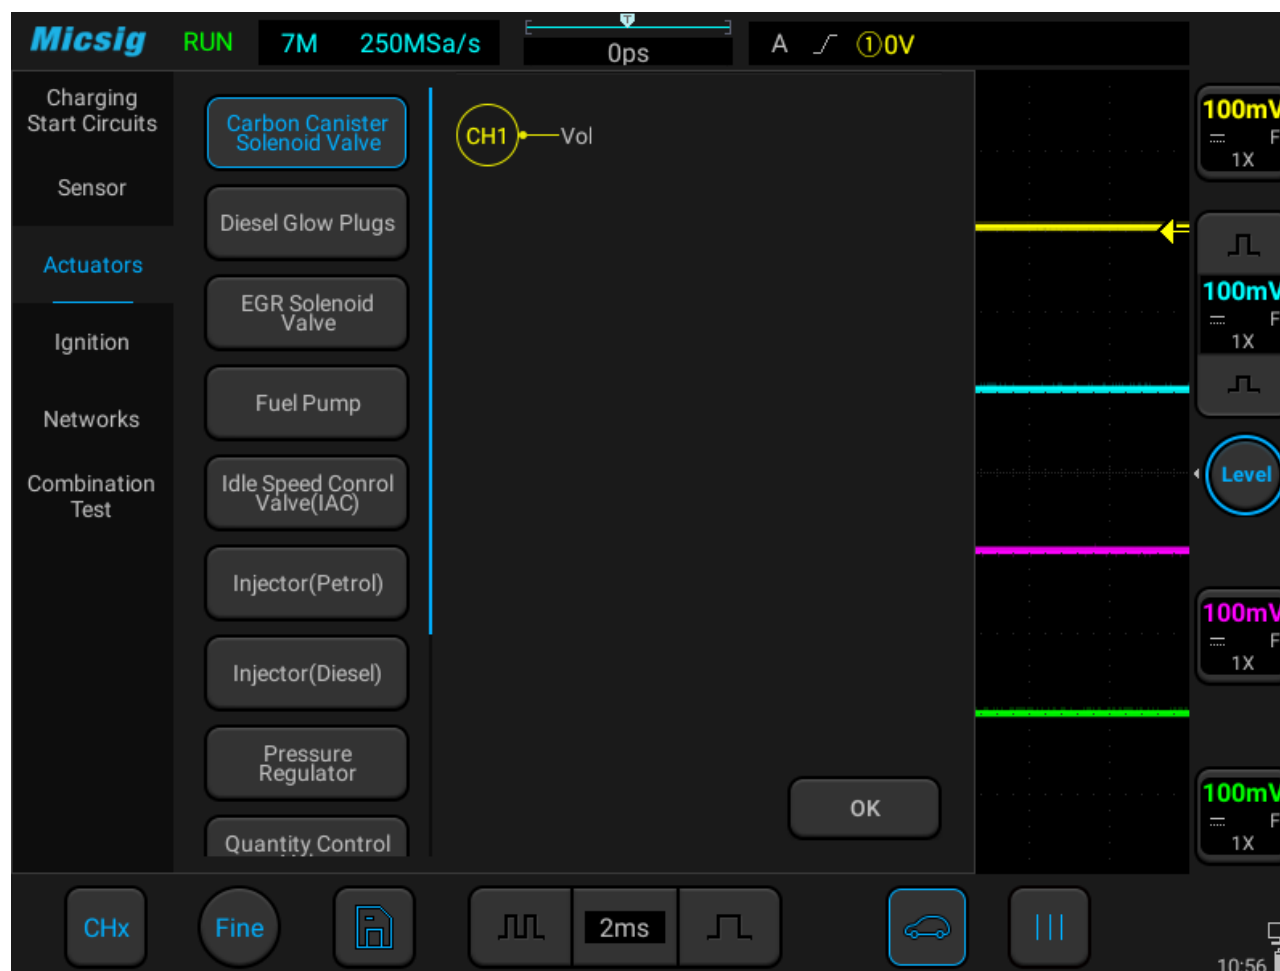 Micsig RUN 7M 250MSa/s T 0ps A 1 0V
Charging
Start Circuits
Sensor
Actuators
Ignition
Networks
Combination
Test
Carbon Canister
Solenoid Valve
Diesel Glow Plugs
EGR Solenoid
Valve
Fuel Pump
Idle Speed Conrol
Valve(IAC)
Injector(Petrol)
Injector(Diesel)
Pressure
Regulator
Quantity Control
CH1 Vol
OK
100mV
F
1X
100mV
F
1X
Level
100mV
F
1X
100mV
F
1X
CHx Fine 2ms
10:56